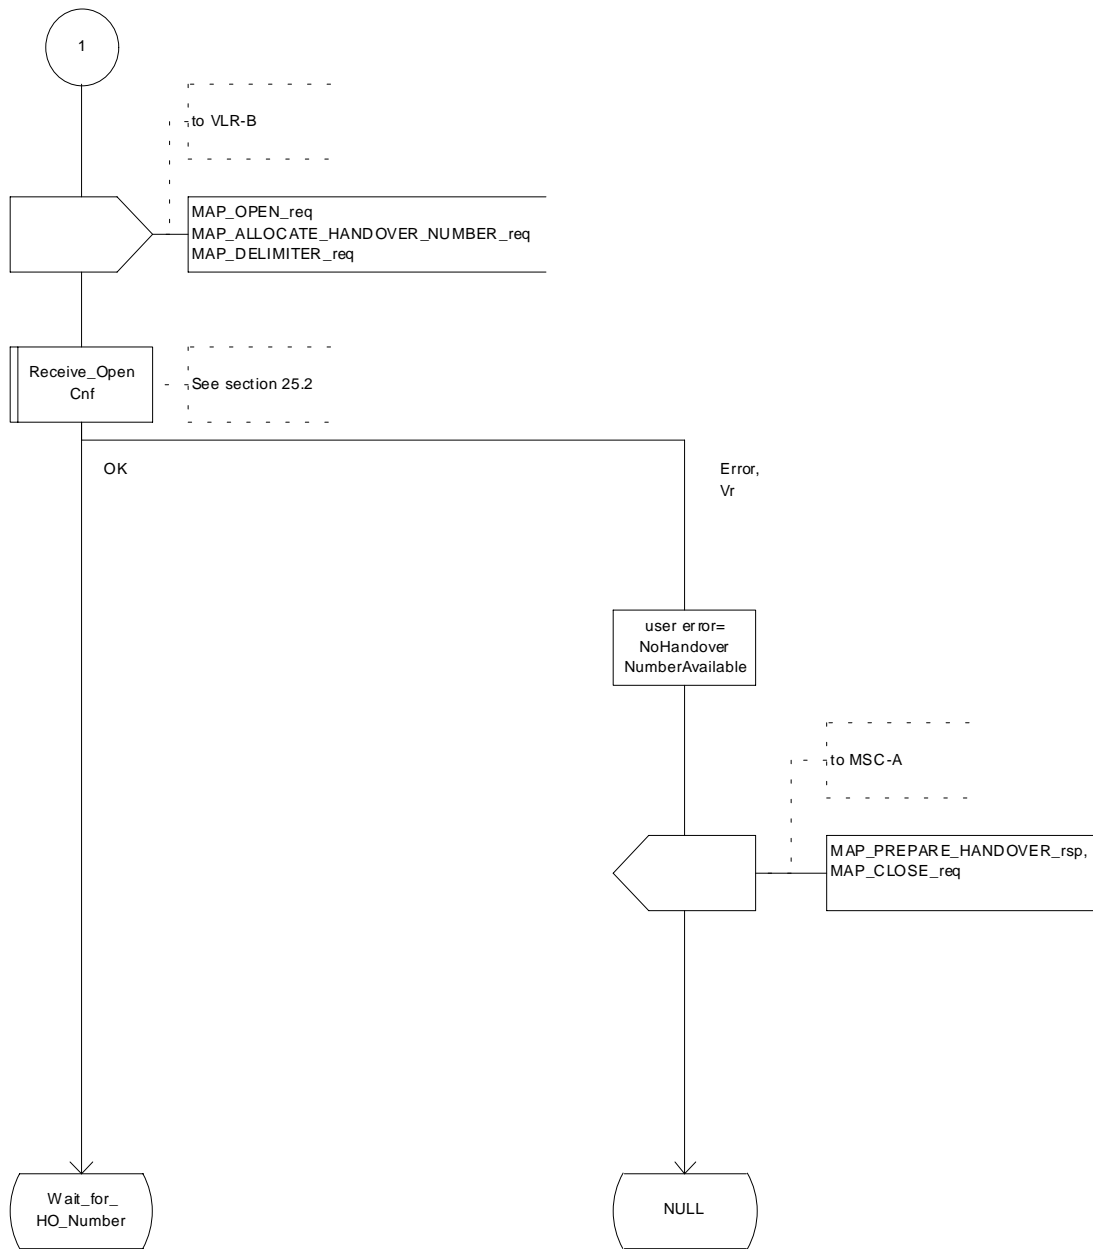 1
to VLR-B
MAP_OPEN_req
MAP_ALLOCATE_HANDOVER_NUMBER_req
MAP_DELIMITER_req
Receive_Open
Cnf
See section 25.2
OK
Error,
Vr
user error=
NoHandover
NumberAvailable
to MSC-A
MAP_PREPARE_HANDOVER_rsp,
MAP_CLOSE_req
Wait_for_
HO_Number
NULL